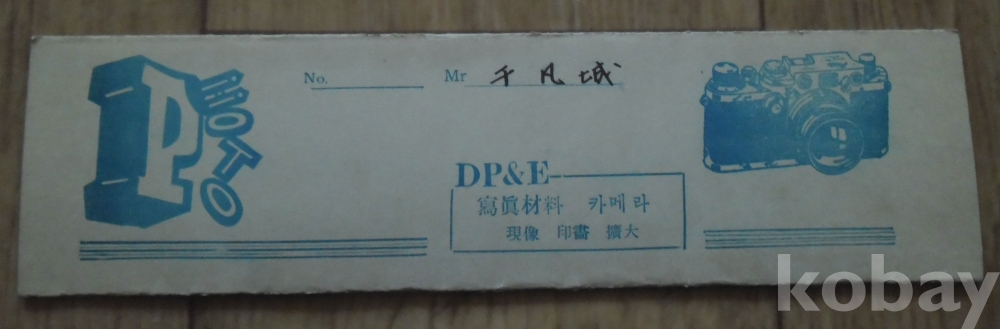 PHOTO
No. Mr 千凡城
DP&E
寫眞材料 카메라
現像 印畵 擴大
kobay